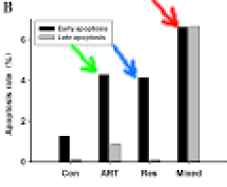 B
Early apoptosis
Late apoptosis
Apoptosis rate (%)
6
4
2
0
Con ART Res Mixed